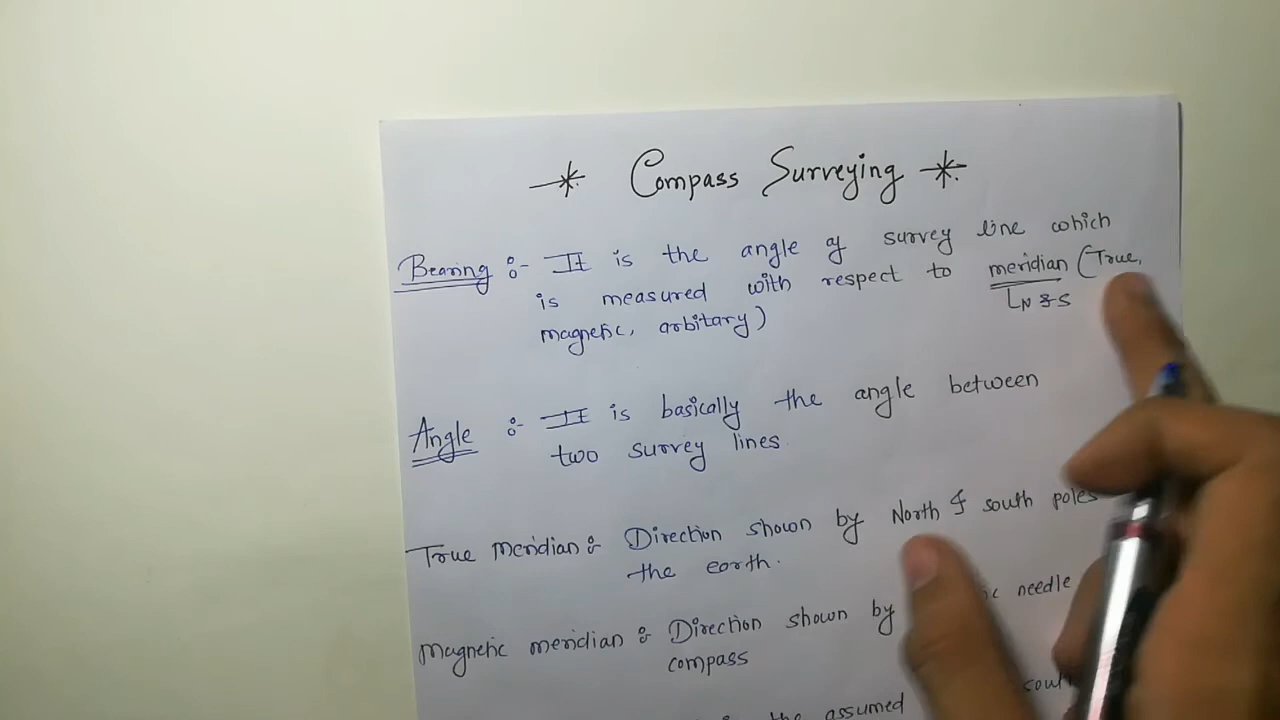 Compass Surveying
Bearing :- It is the angle of survey line which
is measured with respect to meridian (True,
N & S
magnetic, arbitary)
Angle :- It is basically the angle between
two survey lines.
True Meridian : Direction shown by North & south poles
the earth.
Magnetic meridian : Direction shown by needle
compass
the assumed